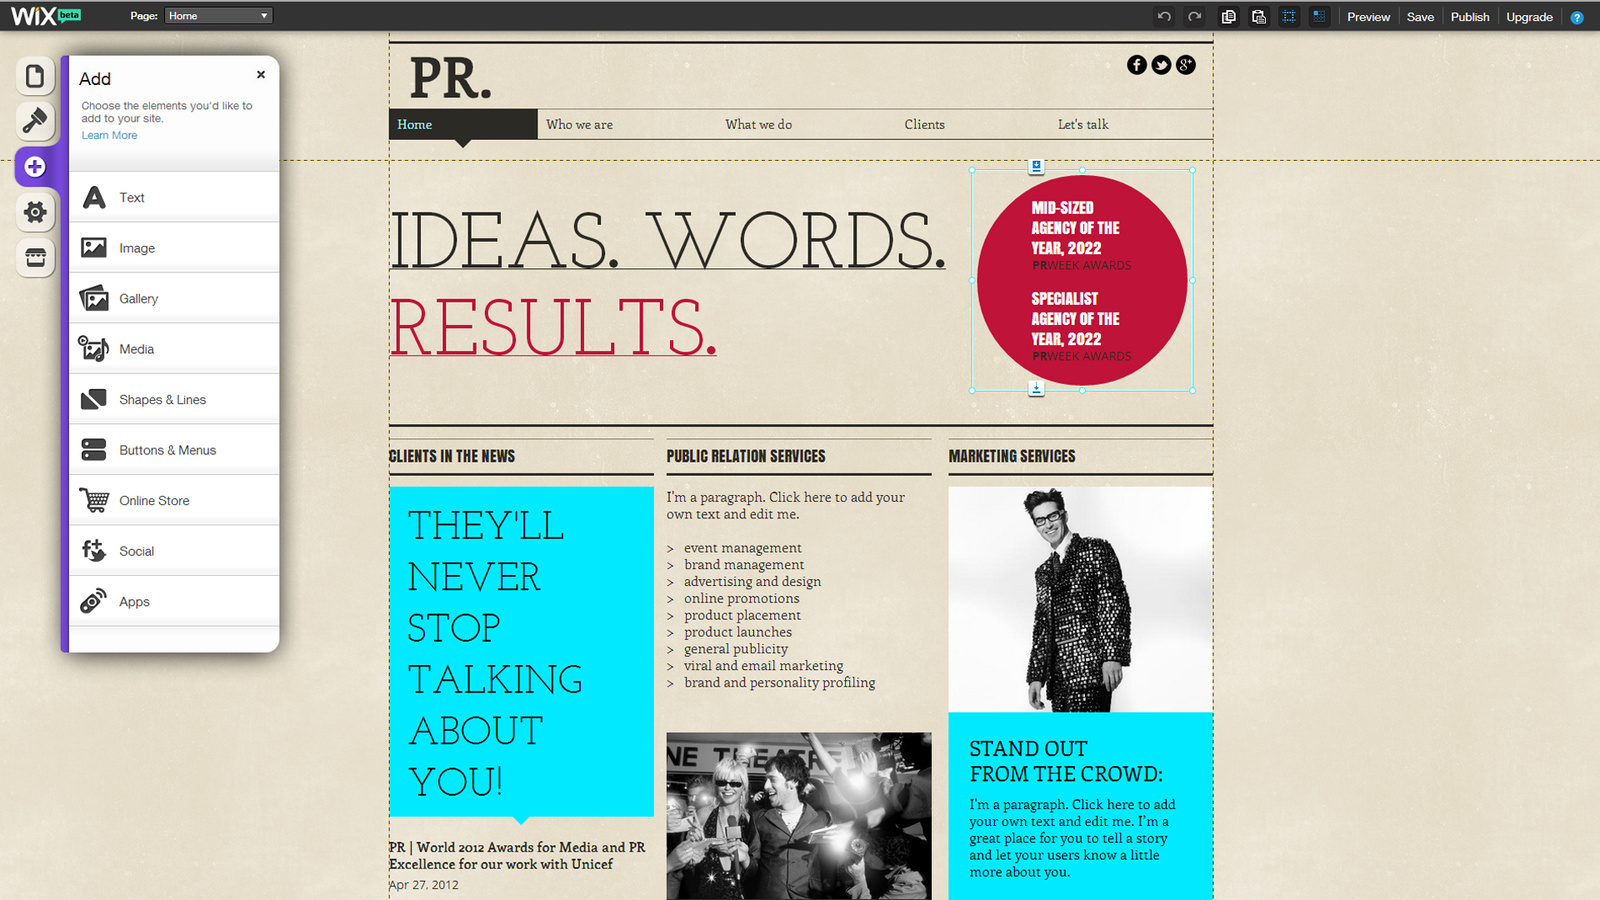 WiX beta
Page: Home
Preview Save Publish Upgrade ?
Add
Choose the elements you'd like to
add to your site.
Learn More
Text
Image
Gallery
Media
Shapes & Lines
Buttons & Menus
Online Store
Social
Apps
PR.
Home Who we are What we do Clients Let's talk
IDEAS. WORDS.
RESULTS.
MID-SIZED
AGENCY OF THE
YEAR, 2022
PRWEEK AWARDS
SPECIALIST
AGENCY OF THE
YEAR, 2022
PRWEEK AWARDS
CLIENTS IN THE NEWS
THEY'LL
NEVER
STOP
TALKING
ABOUT
YOU!
PR | World 2012 Awards for Media and PR
Excellence for our work with Unicef
Apr 27, 2012
PUBLIC RELATION SERVICES
I'm a paragraph. Click here to add your
own text and edit me.
> event management
> brand management
> advertising and design
> online promotions
> product placement
> product launches
> general publicity
> viral and email marketing
> brand and personality profiling
NE THEATRE
MARKETING SERVICES
STAND OUT
FROM THE CROWD:
I'm a paragraph. Click here to add
your own text and edit me. I'm a
great place for you to tell a story
and let your users know a little
more about you.